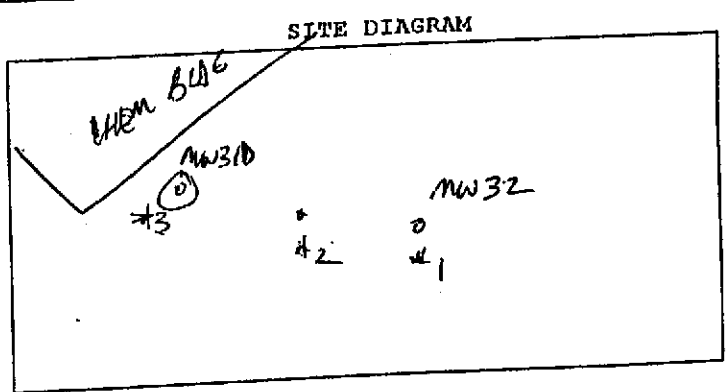 SITE DIAGRAM
CHEM BLDG
MW31D
MW32
#3
#2
#1